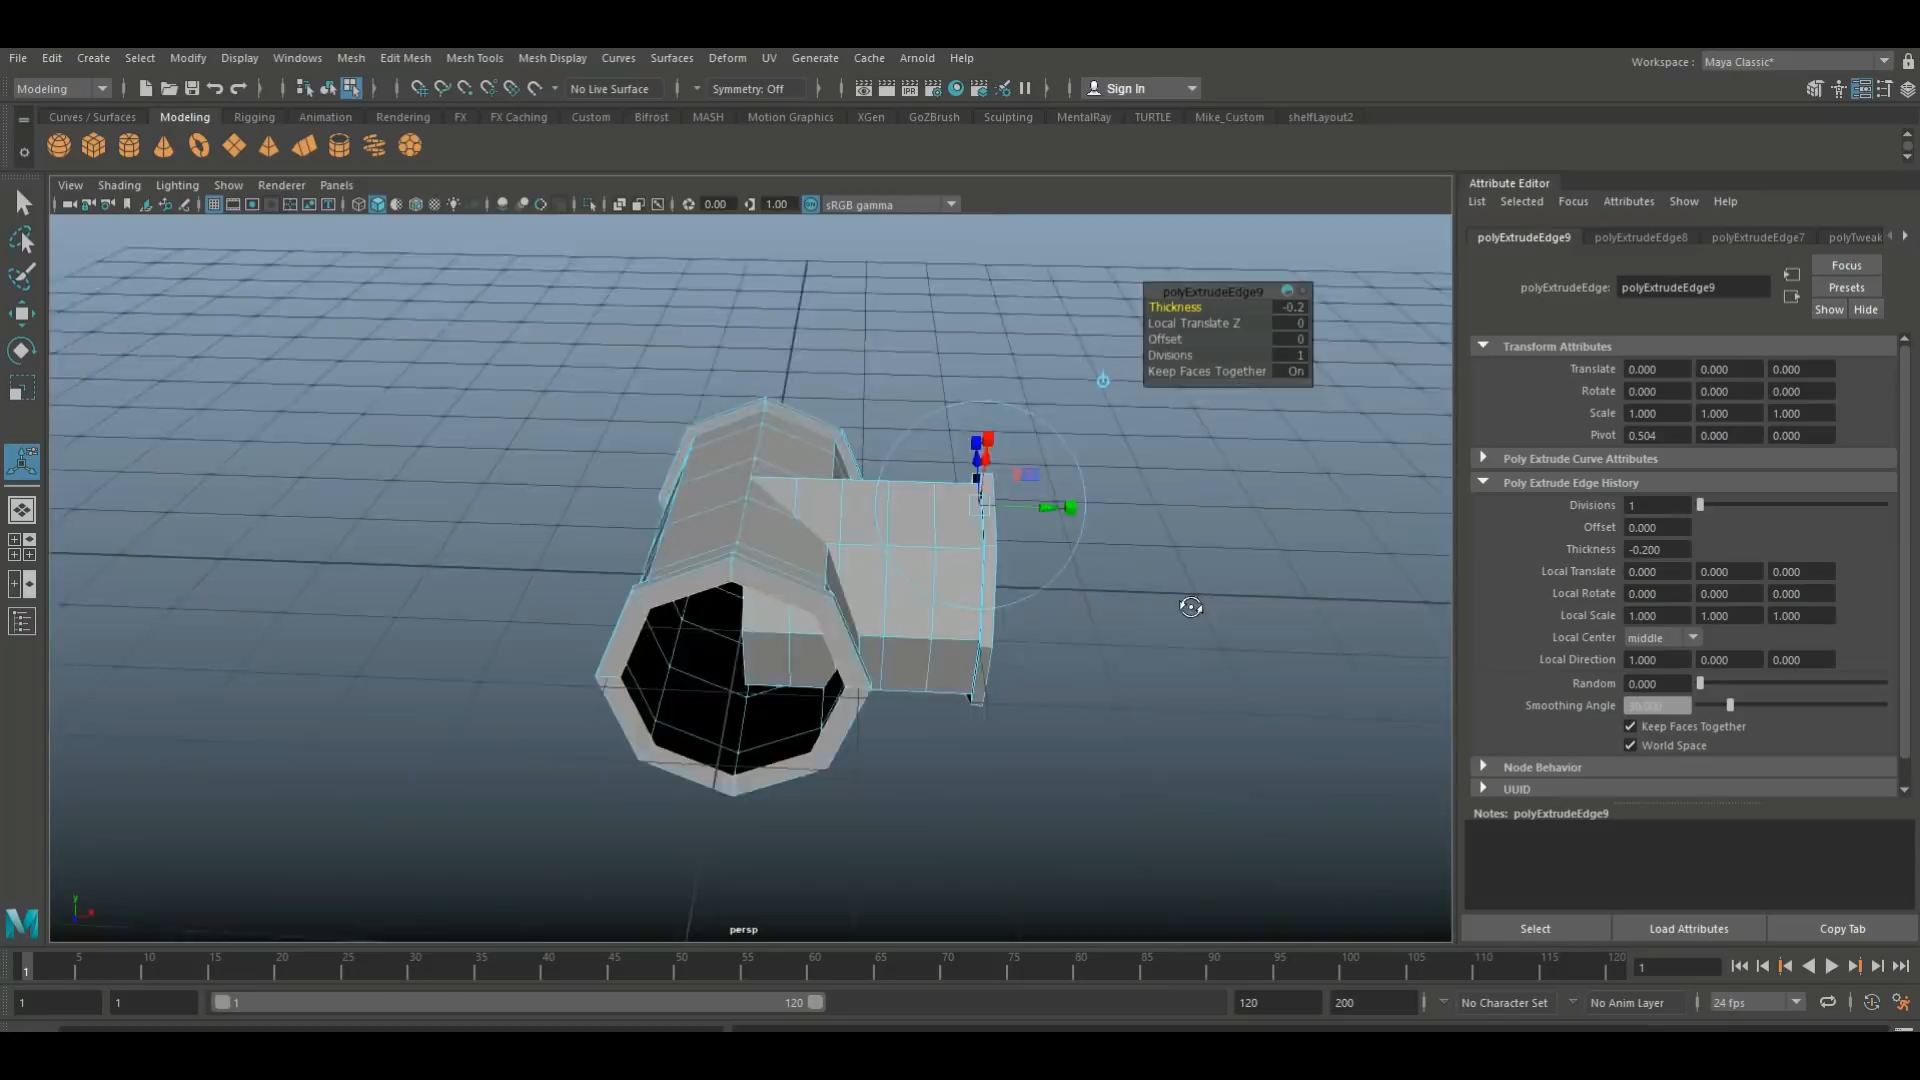 File Edit Create Select Modify Display Windows Mesh Edit Mesh Mesh Tools Mesh Display Curves Surfaces Deform UV Generate Cache Arnold Help
Workspace : Maya Classic*
Modeling No Live Surface Symmetry: Off Sign In
Curves / Surfaces Modeling Rigging Animation Rendering FX FX Caching Custom Bifrost MASH Motion Graphics XGen GoZBrush Sculpting MentalRay TURTLE Mike_Custom shelfLayout2
View Shading Lighting Show Renderer Panels
0.00 1.00 sRGB gamma
polyExtrudeEdge9
Thickness -0.2
Local Translate Z 0
Offset 0
Divisions 1
Keep Faces Together On
y
persp
Attribute Editor
List Selected Focus Attributes Show Help
polyExtrudeEdge9 polyExtrudeEdge8 polyExtrudeEdge7 polyTweak
polyExtrudeEdge: polyExtrudeEdge9
Focus
Presets
Show Hide
Transform Attributes
Translate 0.000 0.000 0.000
Rotate 0.000 0.000 0.000
Scale 1.000 1.000 1.000
Pivot 0.504 0.000 0.000
Poly Extrude Curve Attributes
Poly Extrude Edge History
Divisions 1
Offset 0.000
Thickness -0.200
Local Translate 0.000 0.000 0.000
Local Rotate 0.000 0.000 0.000
Local Scale 1.000 1.000 1.000
Local Center middle
Local Direction 1.000 0.000 0.000
Random 0.000
Smoothing Angle 30.000
Keep Faces Together
World Space
Node Behavior
UUID
Notes: polyExtrudeEdge9
Select Load Attributes Copy Tab
1 5 10 15 20 25 30 35 40 45 50 55 60 65 70 75 80 85 90 95 100 105 110 115 120 1
1 1 1 120 120 200 No Character Set No Anim Layer 24 fps